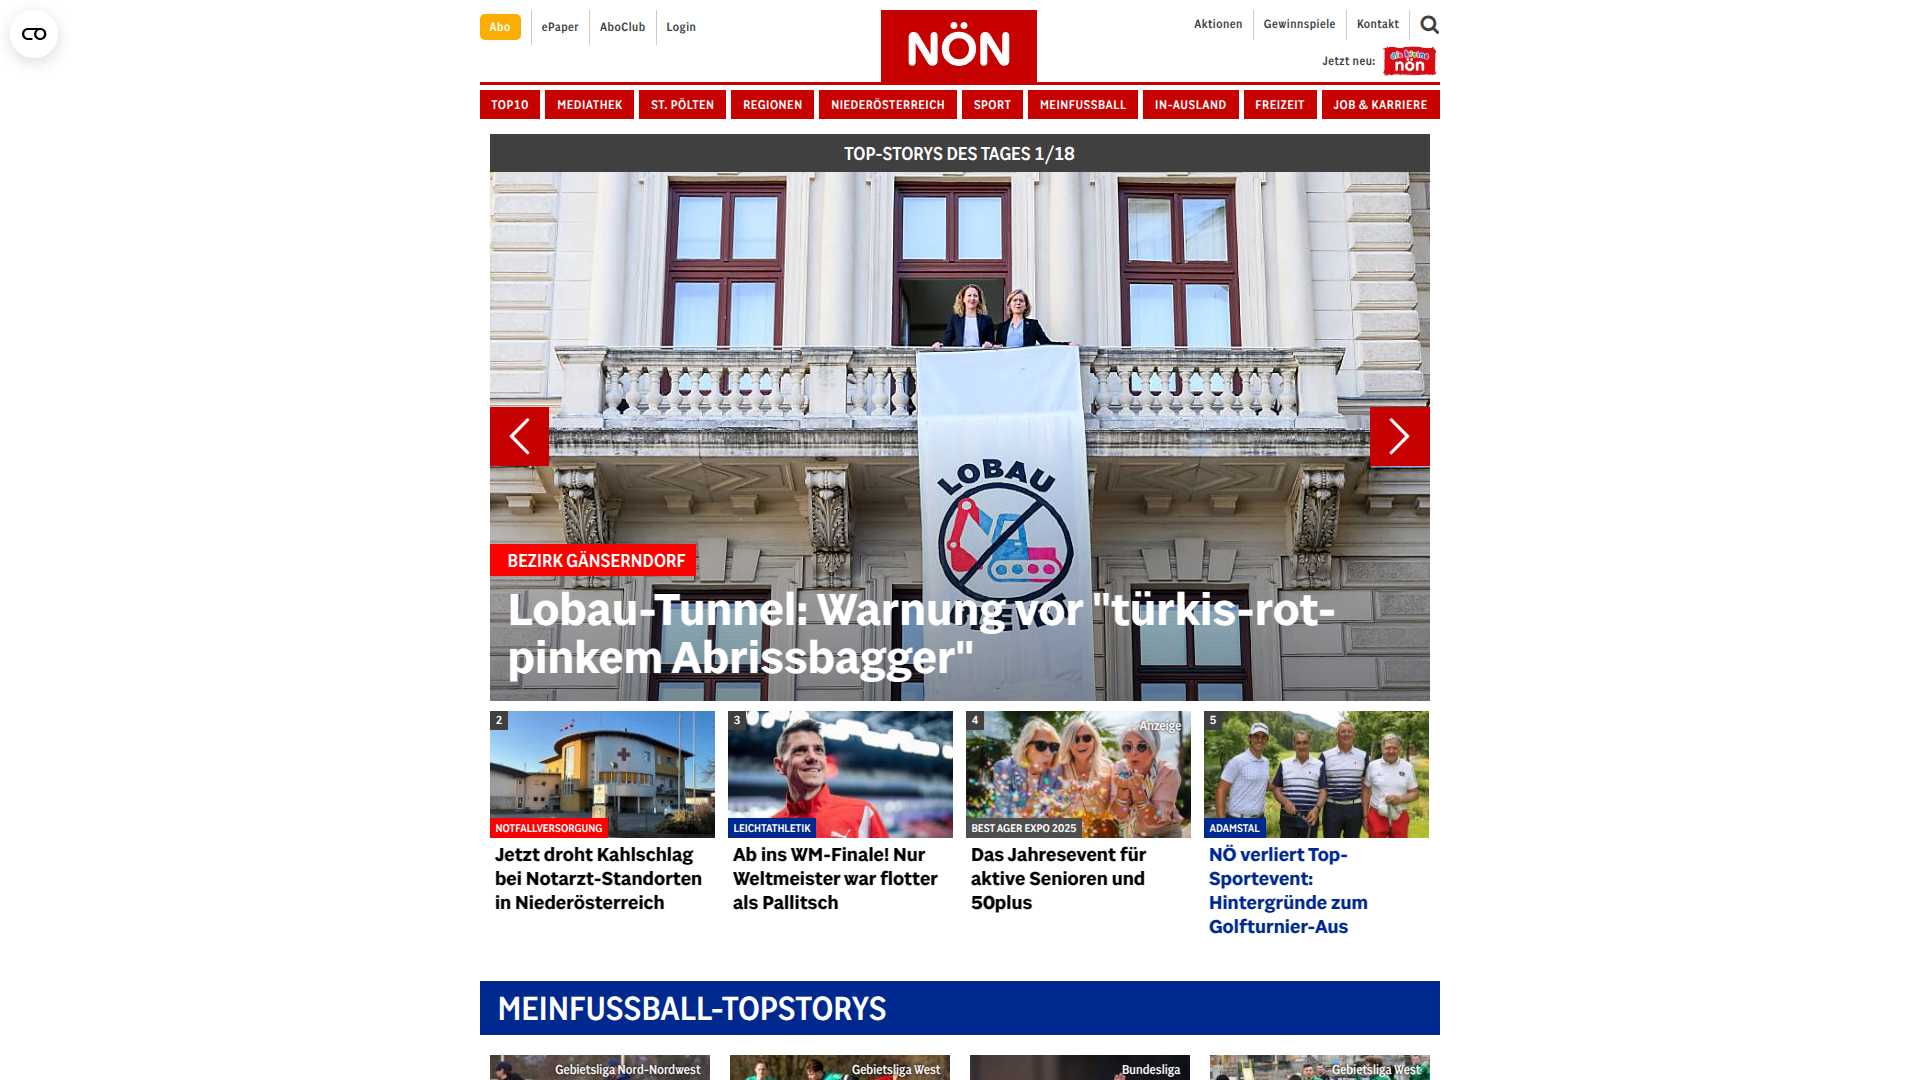 Abo
ePaper
AboClub
Login
NÖN
Aktionen
Gewinnspiele
Kontakt
Jetzt neu:
die kleine
nön
TOP10
MEDIATHEK
ST. PÖLTEN
REGIONEN
NIEDERÖSTERREICH
SPORT
MEINFUSSBALL
IN-AUSLAND
FREIZEIT
JOB & KARRIERE
TOP-STORYS DES TAGES 1/18
LOBAU
BEZIRK GÄNSERNDORF
Lobau-Tunnel: Warnung vor "türkis-rot-
pinkem Abrissbagger"
2
NOTFALLVERSORGUNG
Jetzt droht Kahlschlag
bei Notarzt-Standorten
in Niederösterreich
3
LEICHTATHLETIK
Ab ins WM-Finale! Nur
Weltmeister war flotter
als Pallitsch
4
Anzeige
BEST AGER EXPO 2025
Das Jahresevent für
aktive Senioren und
50plus
5
ADAMSTAL
NÖ verliert Top-
Sportevent:
Hintergründe zum
Golfturnier-Aus
MEINFUSSBALL-TOPSTORYS
Gebietsliga Nord-Nordwest
Gebietsliga West
Bundesliga
Gebietsliga West